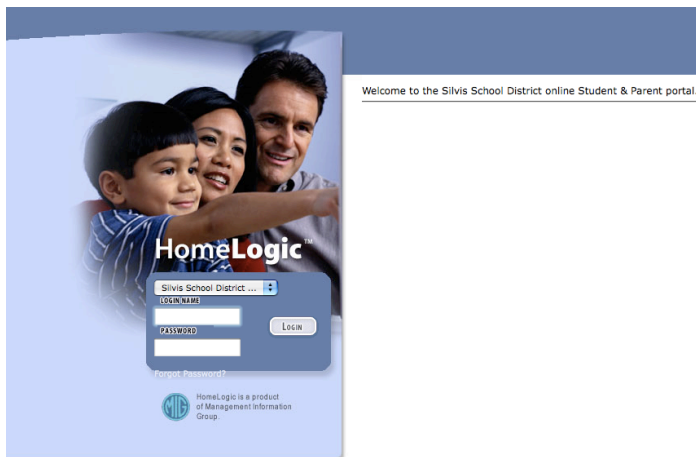 Welcome to the Silvis School District online Student & Parent portal.
HomeLogic™
Silvis School District ...
LOGIN NAME
PASSWORD
LOGIN
Forgot Password?
MIG
HomeLogic is a product
of Management Information
Group.